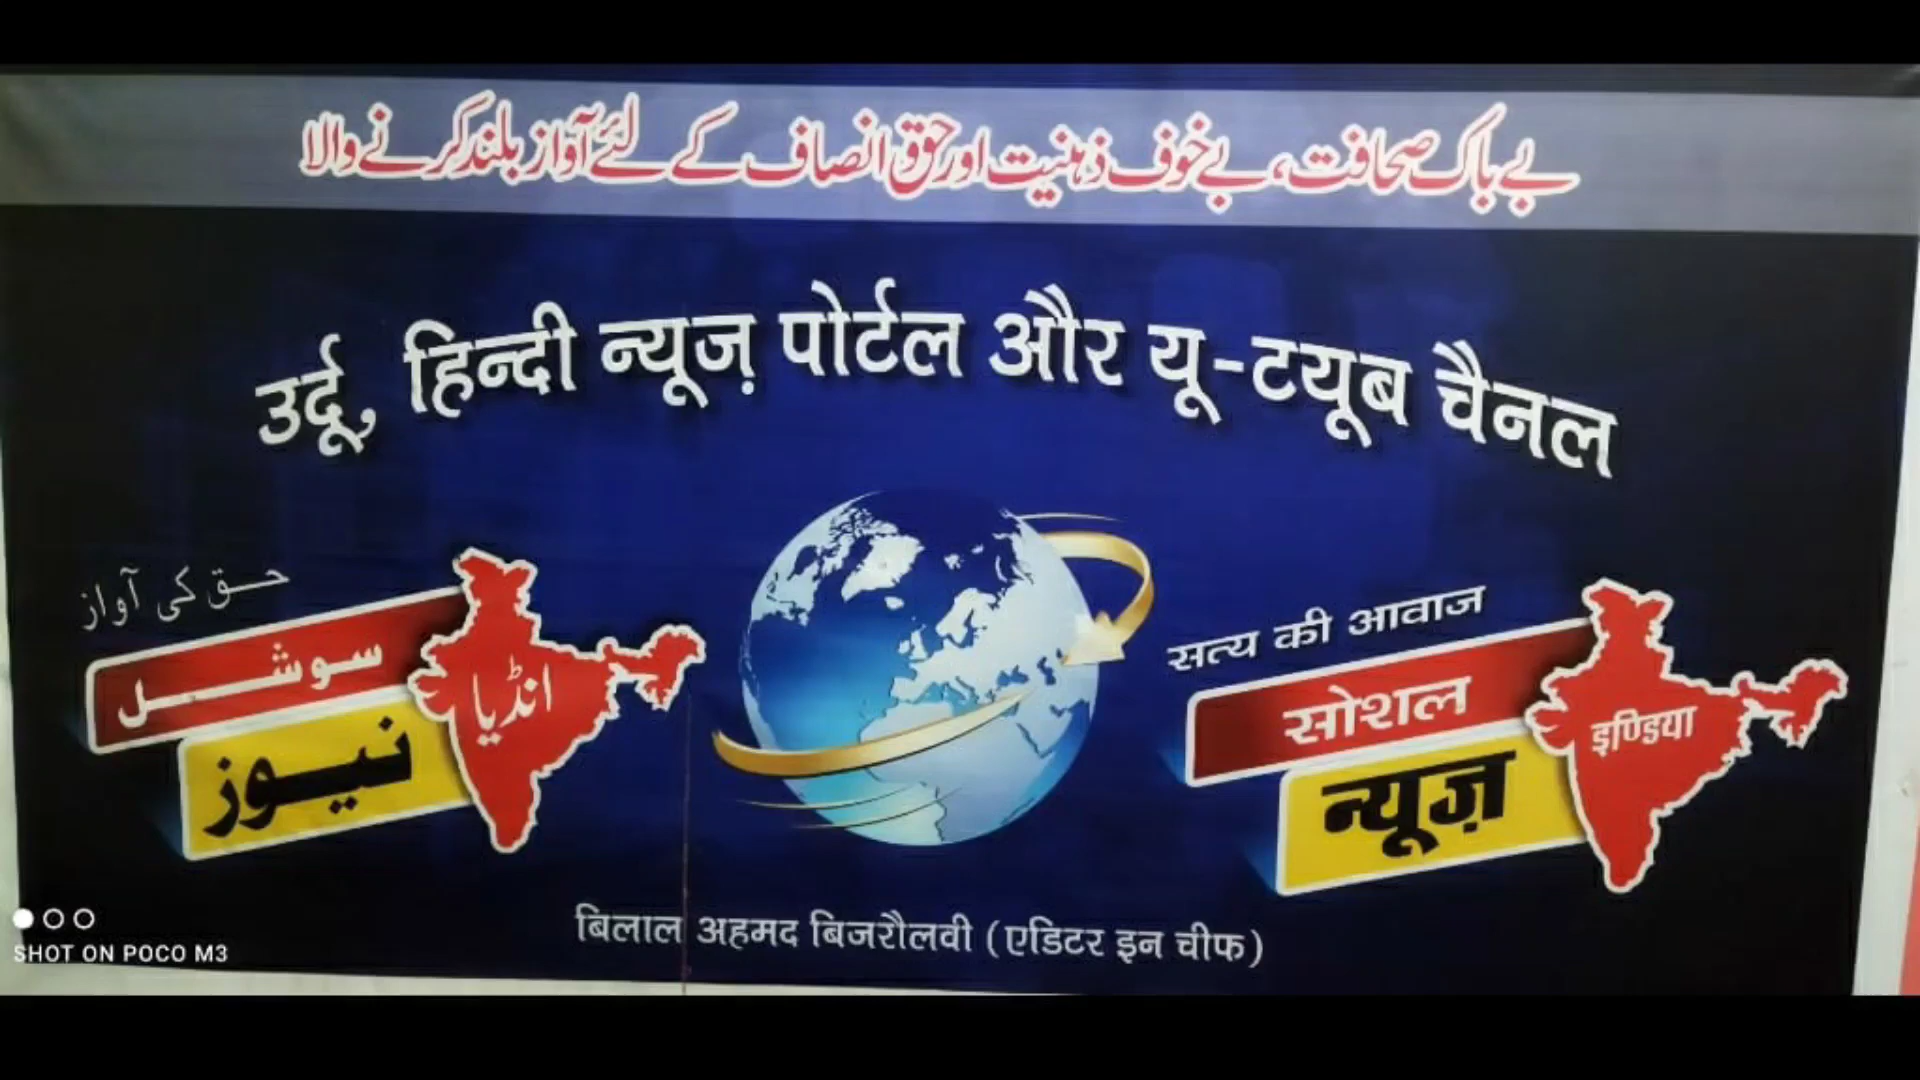 بے باک صحافت، بے خوف ذہنیت اور حق و انصاف کے لئے آواز بلند کرنے والا
उर्दू, हिन्दी न्यूज़ पोर्टल और यू-टयूब चैनल
حق کی آواز
سوشل
نیوز
انڈیا
सत्य की आवाज
सोशल
न्यूज़
इण्डिया
बिलाल अहमद बिजरौलवी (एडिटर इन चीफ)
SHOT ON POCO M3